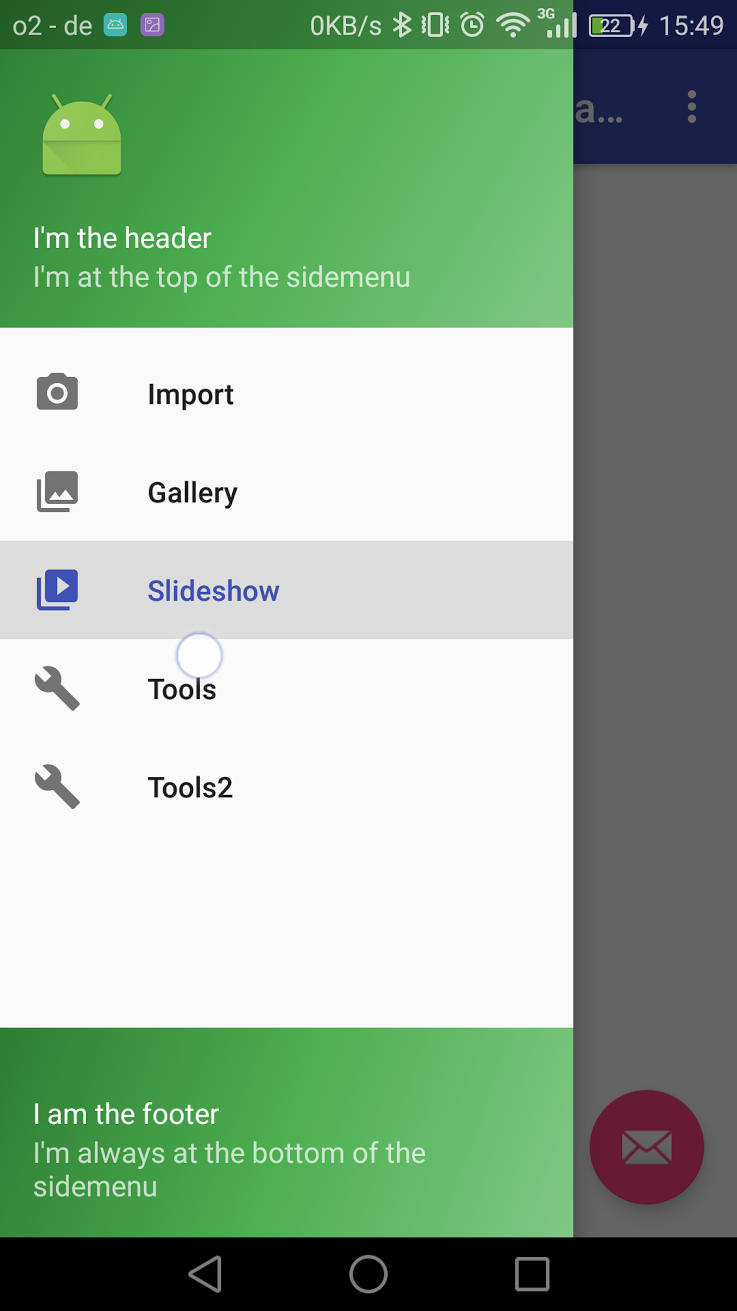 o2 - de 0KB/s 3G 22 15:49
a...
I'm the header
I'm at the top of the sidemenu
Import
Gallery
Slideshow
Tools
Tools2
I am the footer
I'm always at the bottom of the
sidemenu